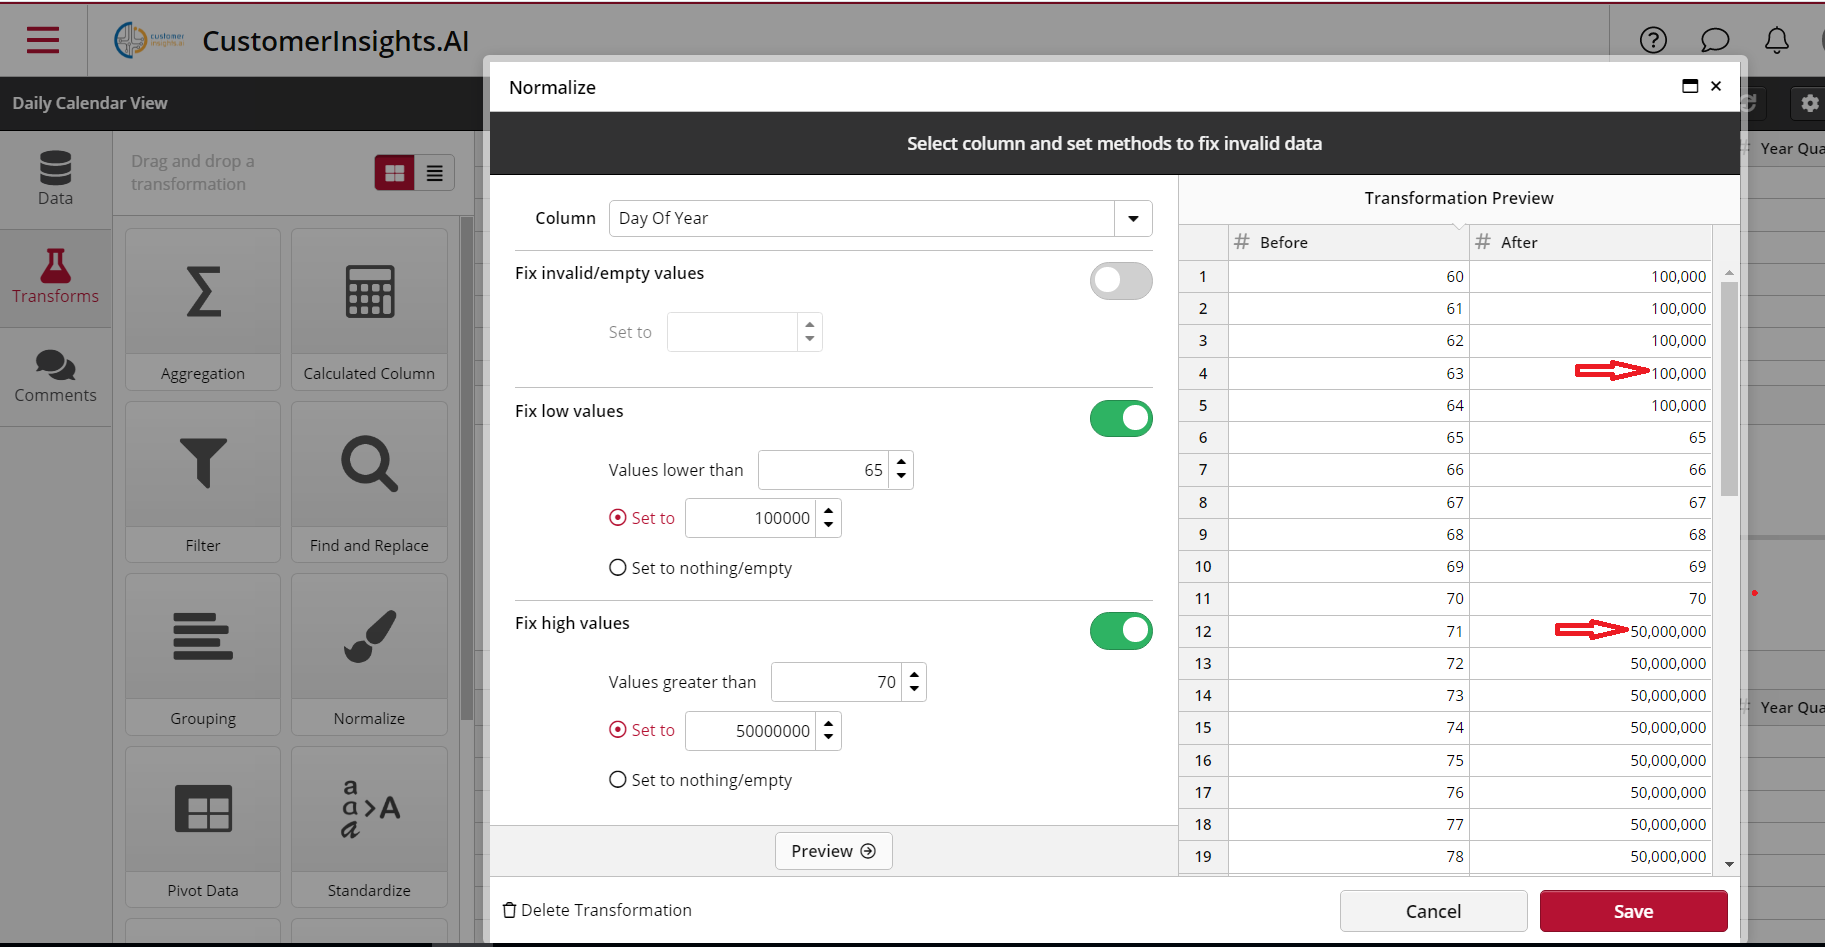 customer
insights.ai
CustomerInsights.AI
Daily Calendar View
Normalize
Select column and set methods to fix invalid data
Data
Transforms
Comments
Drag and drop a
transformation
Aggregation
Calculated Column
Filter
Find and Replace
Grouping
Normalize
a
a>A
a
Pivot Data
Standardize
Column Day Of Year
Fix invalid/empty values
Set to
Fix low values
Values lower than 65
Set to 100000
Set to nothing/empty
Fix high values
Values greater than 70
Set to 50000000
Set to nothing/empty
Preview
Transformation Preview
# Before # After
1 60 100,000
2 61 100,000
3 62 100,000
4 63 100,000
5 64 100,000
6 65 65
7 66 66
8 67 67
9 68 68
10 69 69
11 70 70
12 71 50,000,000
13 72 50,000,000
14 73 50,000,000
15 74 50,000,000
16 75 50,000,000
17 76 50,000,000
18 77 50,000,000
19 78 50,000,000
Delete Transformation
Cancel
Save
# Year Qua
# Year Qua